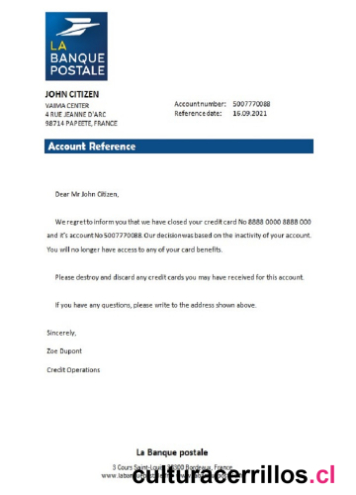 LA
BANQUE
POSTALE
JOHN CITIZEN
VAIMA CENTER
4 RUE JEANNE D'ARC
98714 PAPEETE, FRANCE
Account number: 5007770088
Reference date: 16.09.2021
Account Reference
Dear Mr John Citizen,
We regret to inform you that we have closed your credit card No 8888 0000 8888 000
and it's account No 5007770088. Our decision was based on the inactivity of your account.
You will no longer have access to any of your card benefits.
Please destroy and discard any credit cards you may have received for this account.
If you have any questions, please write to the address shown above.
Sincerely,
Zoe Dupont
Credit Operations
La Banque postale
3 Cours Saint-Louis, 33300 Bordeaux, France
culturacerrillos.cl